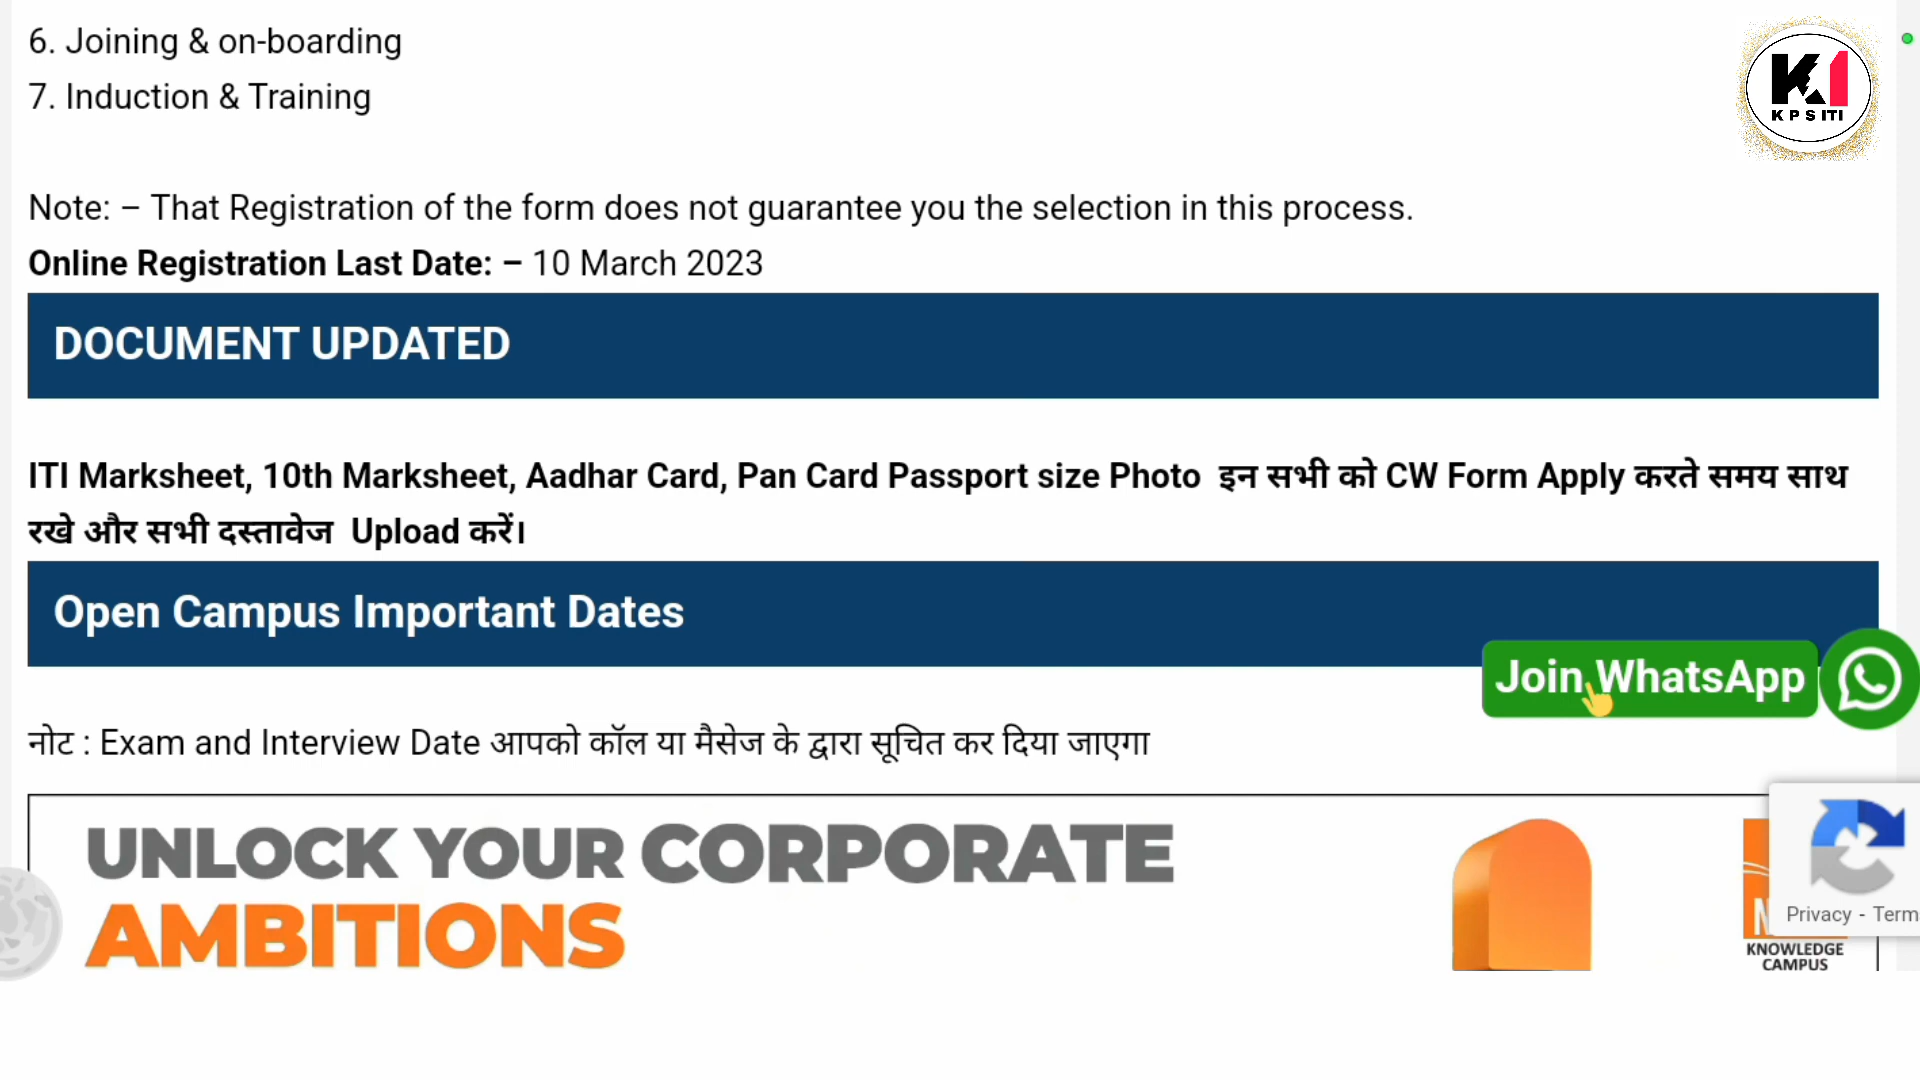 6. Joining & on-boarding
7. Induction & Training
K1
KPS ITI
Note: – That Registration of the form does not guarantee you the selection in this process.
Online Registration Last Date: – 10 March 2023
DOCUMENT UPDATED
ITI Marksheet, 10th Marksheet, Aadhar Card, Pan Card Passport size Photo इन सभी को CW Form Apply करते समय साथ
रखे और सभी दस्तावेज Upload करें।
Open Campus Important Dates
Join WhatsApp
नोट : Exam and Interview Date आपको कॉल या मैसेज के द्वारा सूचित कर दिया जाएगा
UNLOCK YOUR CORPORATE
AMBITIONS
Privacy - Term
KNOWLEDGE
CAMPUS